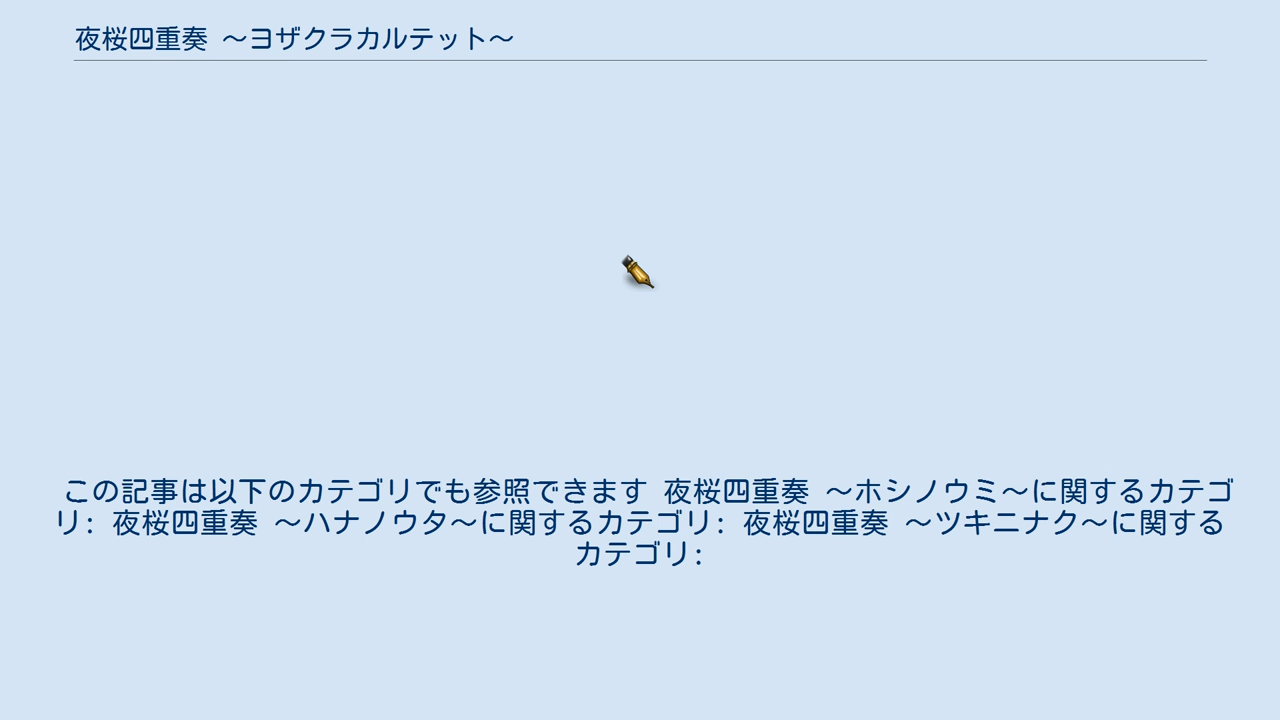 夜桜四重奏 〜ヨザクラカルテット〜
この記事は以下のカテゴリでも参照できます 夜桜四重奏 〜ホシノウミ〜に関するカテゴ
リ: 夜桜四重奏 〜ハナノウタ〜に関するカテゴリ: 夜桜四重奏 〜ツキニナク〜に関する
カテゴリ: